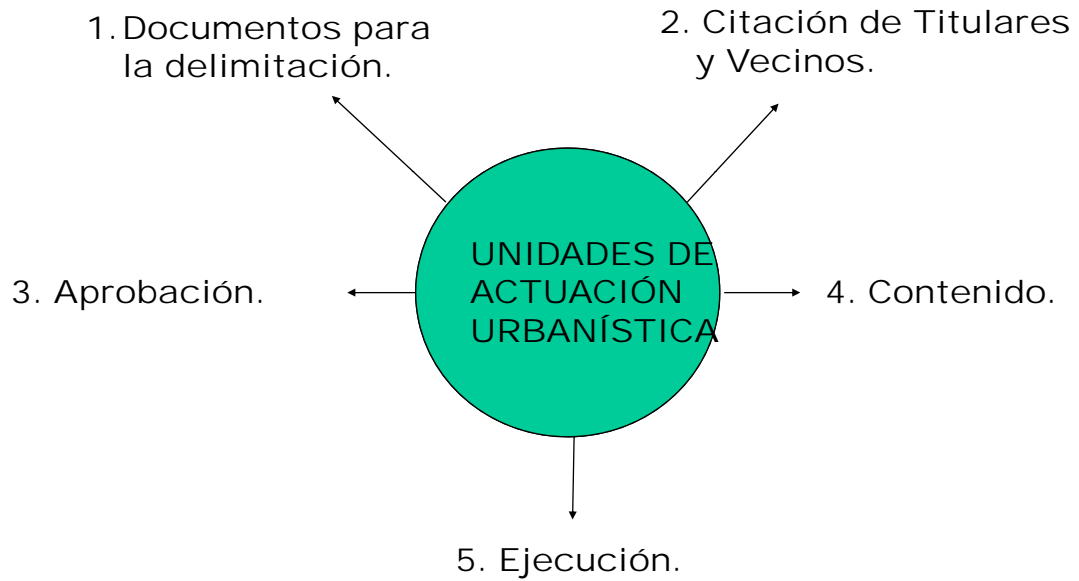 1. Documentos para
la delimitación.
2. Citación de Titulares
y Vecinos.
UNIDADES DE
ACTUACIÓN
URBANÍSTICA
3. Aprobación.
4. Contenido.
5. Ejecución.